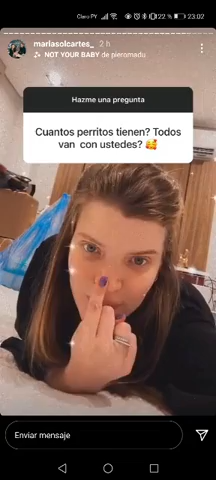 Claro PY 22 % 23:02
mariasolcartes_ 2 h
NOT YOUR BABY de pieromadu
Hazme una pregunta
Cuantos perritos tienen? Todos
van con ustedes? 🥰
Enviar mensaje